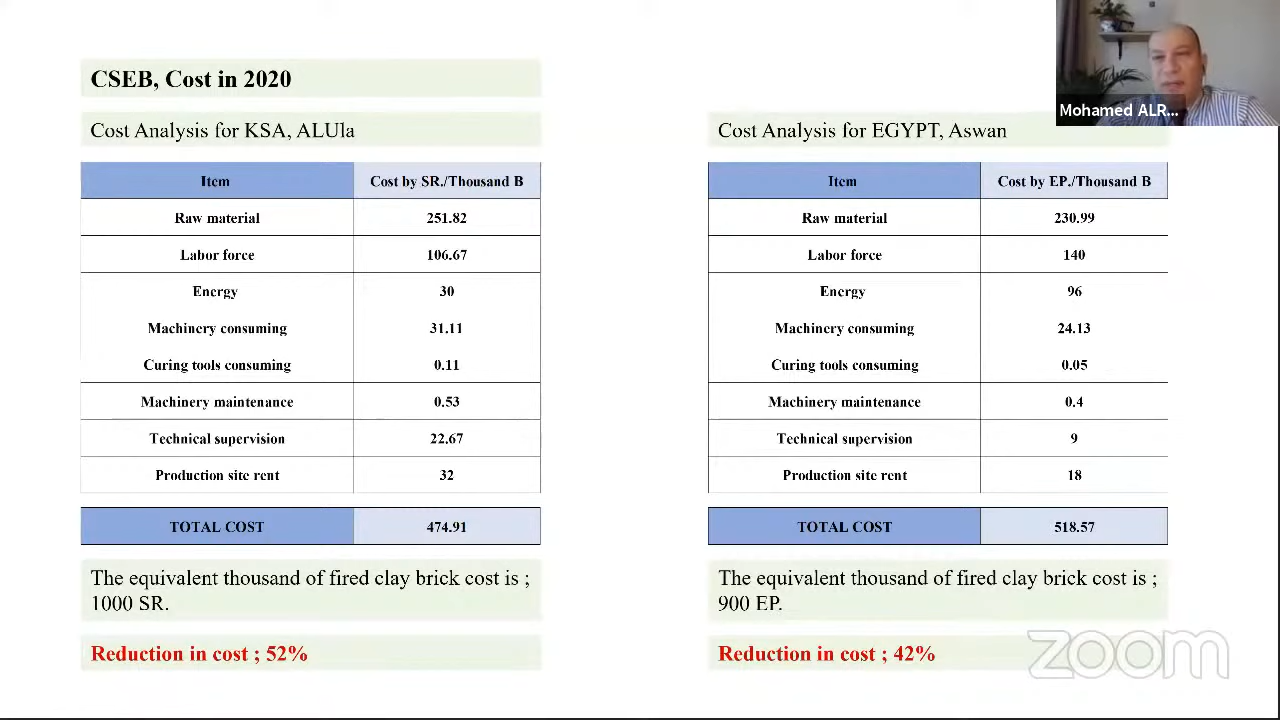 CSEB, Cost in 2020
Cost Analysis for KSA, ALUla
Item Cost by SR./Thousand B
Raw material 251.82
Labor force 106.67
Energy 30
Machinery consuming 31.11
Curing tools consuming 0.11
Machinery maintenance 0.53
Technical supervision 22.67
Production site rent 32
TOTAL COST 474.91
The equivalent thousand of fired clay brick cost is ;
1000 SR.
Reduction in cost ; 52%
Mohamed ALR...
Cost Analysis for EGYPT, Aswan
Item Cost by EP./Thousand B
Raw material 230.99
Labor force 140
Energy 96
Machinery consuming 24.13
Curing tools consuming 0.05
Machinery maintenance 0.4
Technical supervision 9
Production site rent 18
TOTAL COST 518.57
The equivalent thousand of fired clay brick cost is ;
900 EP.
Reduction in cost ; 42%
zoom